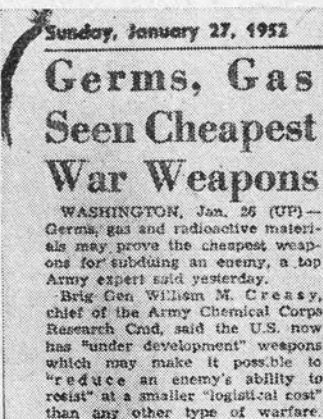 Sunday, January 27, 1952
Germs, Gas
Seen Cheapest
War Weapons
WASHINGTON, Jan. 26 (UP)—
Germs, gas and radioactive materi-
als may prove the cheapest weap-
ons for subduing an enemy, a top
Army expert said yesterday.
Brig Gen William M. Creasy,
chief of the Army Chemical Corps
Research Cmd, said the U.S. now
has "under development" weapons
which may make it possible to
"reduce an enemy's ability to
resist" at a smaller "logistical cost"
than any other type of warfare.